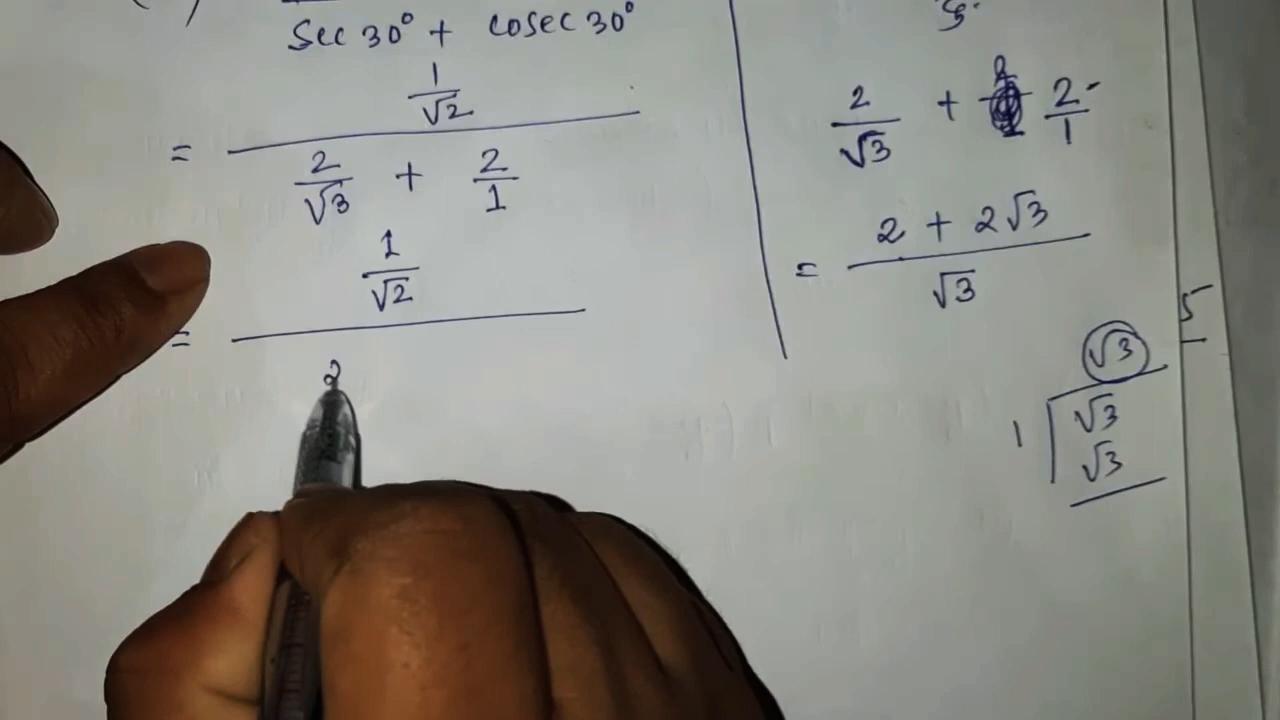 sec 30° + cosec 30°
= 1/√2
2/√3 + 2/1
= 1/√2
2
2/√3 + 2/1
= 2 + 2√3
√3
√3
1 √3
√3
5